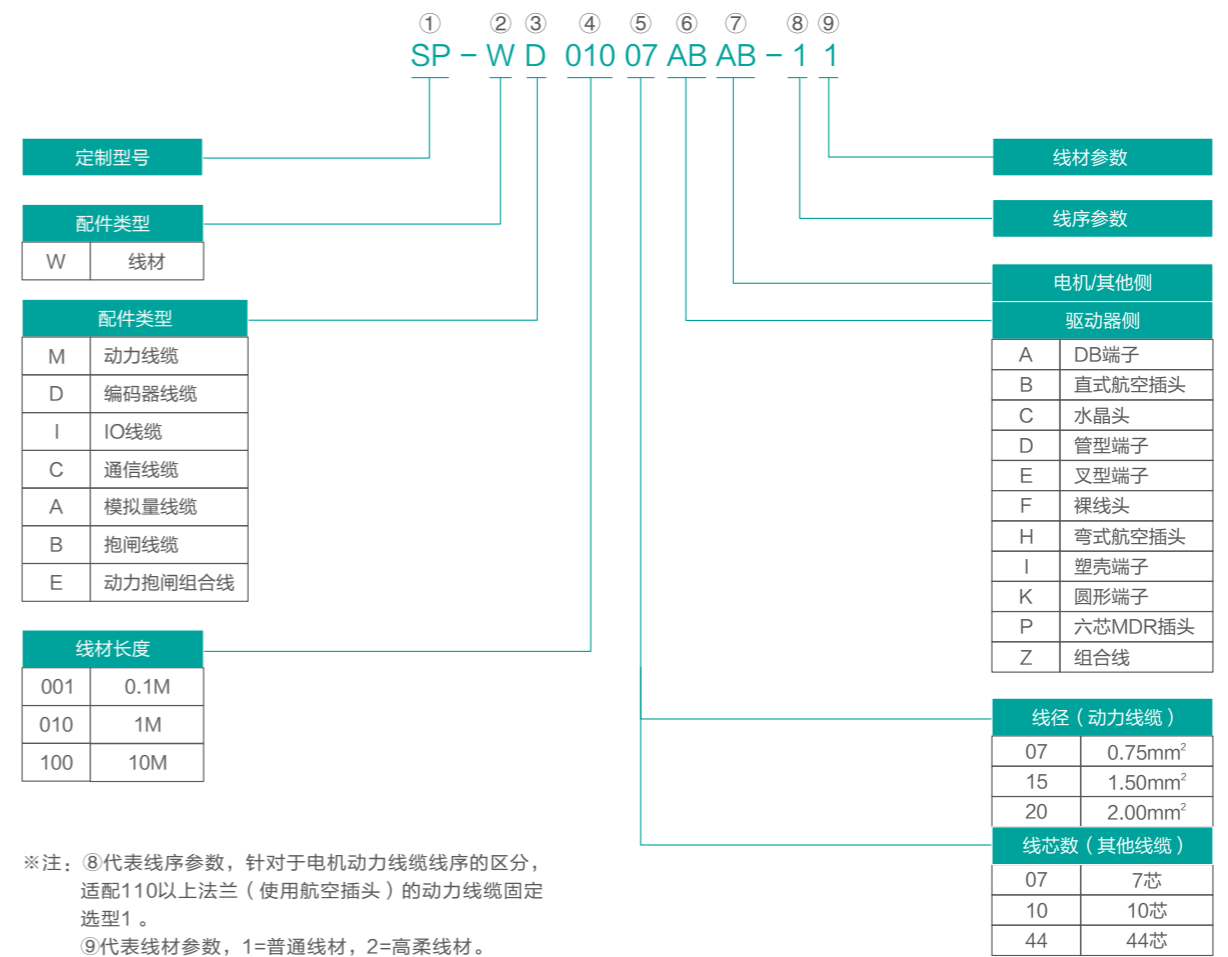 ① ② ③ ④ ⑤ ⑥ ⑦ ⑧ ⑨
SP - W D 010 07 AB AB - 1 1
定制型号
配件类型
W 线材
配件类型
M 动力线缆
D 编码器线缆
I IO线缆
C 通信线缆
A 模拟量线缆
B 抱闸线缆
E 动力抱闸组合线
线材长度
001 0.1M
010 1M
100 10M
线材参数
线序参数
电机/其他侧
驱动器侧
A DB端子
B 直式航空插头
C 水晶头
D 管型端子
E 叉型端子
F 裸线头
H 弯式航空插头
I 塑壳端子
K 圆形端子
P 六芯MDR插头
Z 组合线
线径（动力线缆）
07 0.75mm²
15 1.50mm²
20 2.00mm²
线芯数（其他线缆）
07 7芯
10 10芯
44 44芯
※注：⑧代表线序参数，针对于电机动力线缆线序的区分，
适配110以上法兰（使用航空插头）的动力线缆固定
选型1 。
⑨代表线材参数，1=普通线材，2=高柔线材。